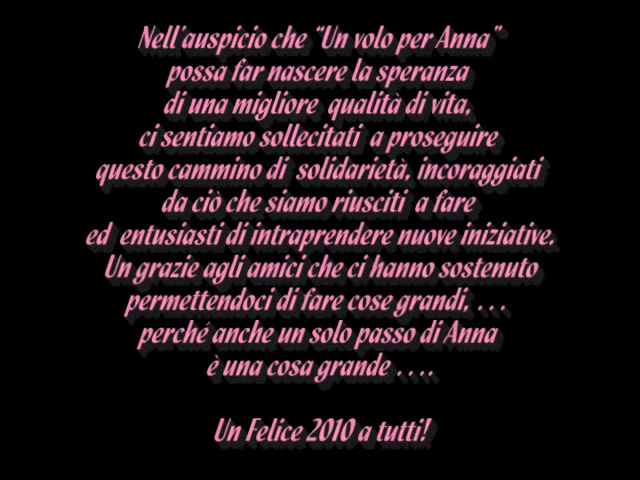 Nell'auspicio che "Un volo per Anna"
possa far nascere la speranza
di una migliore qualità di vita,
ci sentiamo sollecitati a proseguire
questo cammino di solidarietà, incoraggiati
da ciò che siamo riusciti a fare
ed entusiasti di intraprendere nuove iniziative.
Un grazie agli amici che ci hanno sostenuto
permettendoci di fare cose grandi, ...
perché anche un solo passo di Anna
è una cosa grande ....
Un Felice 2010 a tutti!